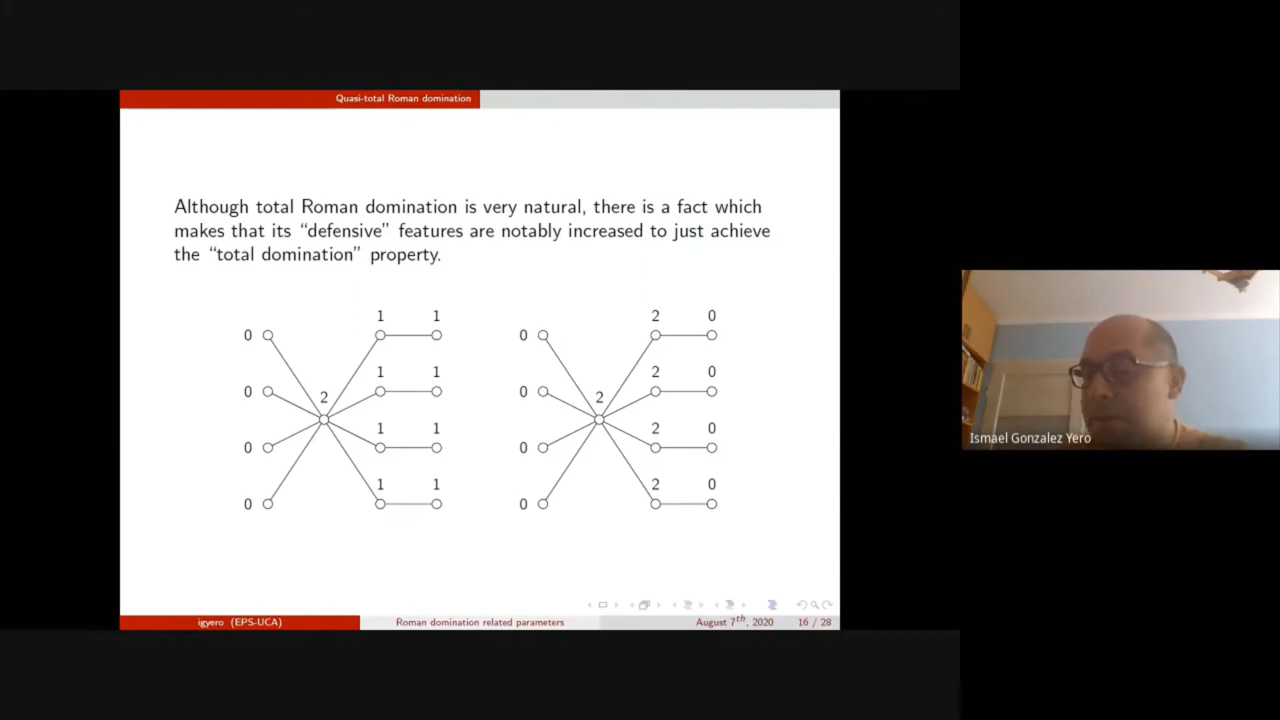 Quasi-total Roman domination
Although total Roman domination is very natural, there is a fact which
makes that its “defensive” features are notably increased to just achieve
the “total domination” property.
0 1 1
0 1 1
2
0 1 1
0 1 1
0 2 0
0 2 0
2
0 2 0
0 2 0
Ismael Gonzalez Yero
igyero (EPS-UCA) Roman domination related parameters August 7th, 2020 16 / 28